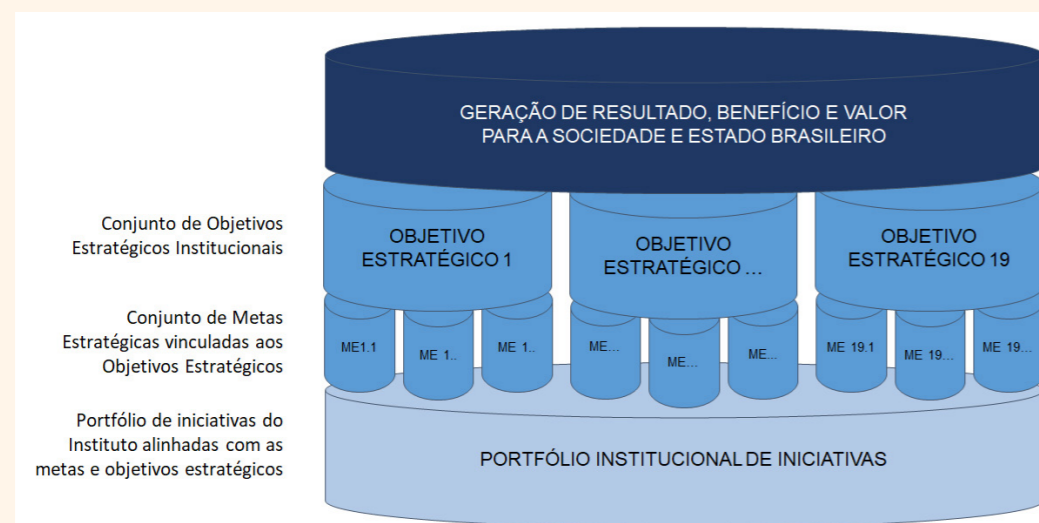 GERAÇÃO DE RESULTADO, BENEFÍCIO E VALOR
PARA A SOCIEDADE E ESTADO BRASILEIRO
Conjunto de Objetivos
Estratégicos Institucionais
OBJETIVO
ESTRATÉGICO 1
OBJETIVO
ESTRATÉGICO ...
OBJETIVO
ESTRATÉGICO 19
Conjunto de Metas
Estratégicas vinculadas aos
Objetivos Estratégicos
ME1.1
ME 1..
ME 1..
ME...
ME...
ME...
ME 19.1
ME 19...
ME 19...
Portfólio de iniciativas do
Instituto alinhadas com as
metas e objetivos estratégicos
PORTFÓLIO INSTITUCIONAL DE INICIATIVAS